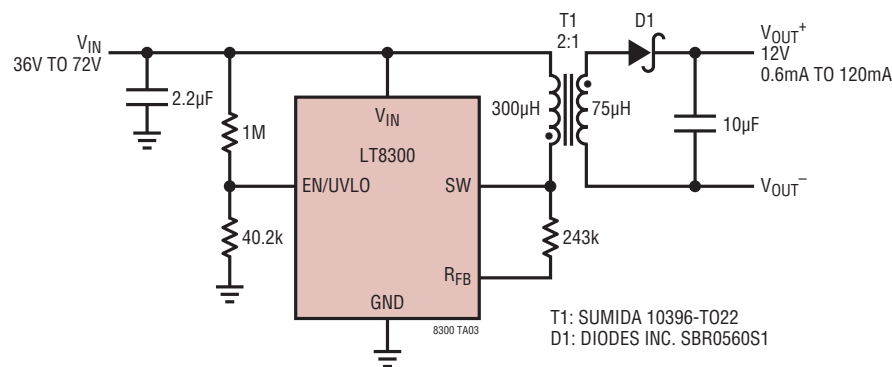 V_IN
36V TO 72V
2.2µF
1M
40.2k
V_IN
LT8300
EN/UVLO
SW
R_FB
GND
8300 TA03
243k
T1
2:1
300µH
75µH
D1
10µF
V_OUT+
12V
0.6mA TO 120mA
V_OUT–
T1: SUMIDA 10396-TO22
D1: DIODES INC. SBR0560S1